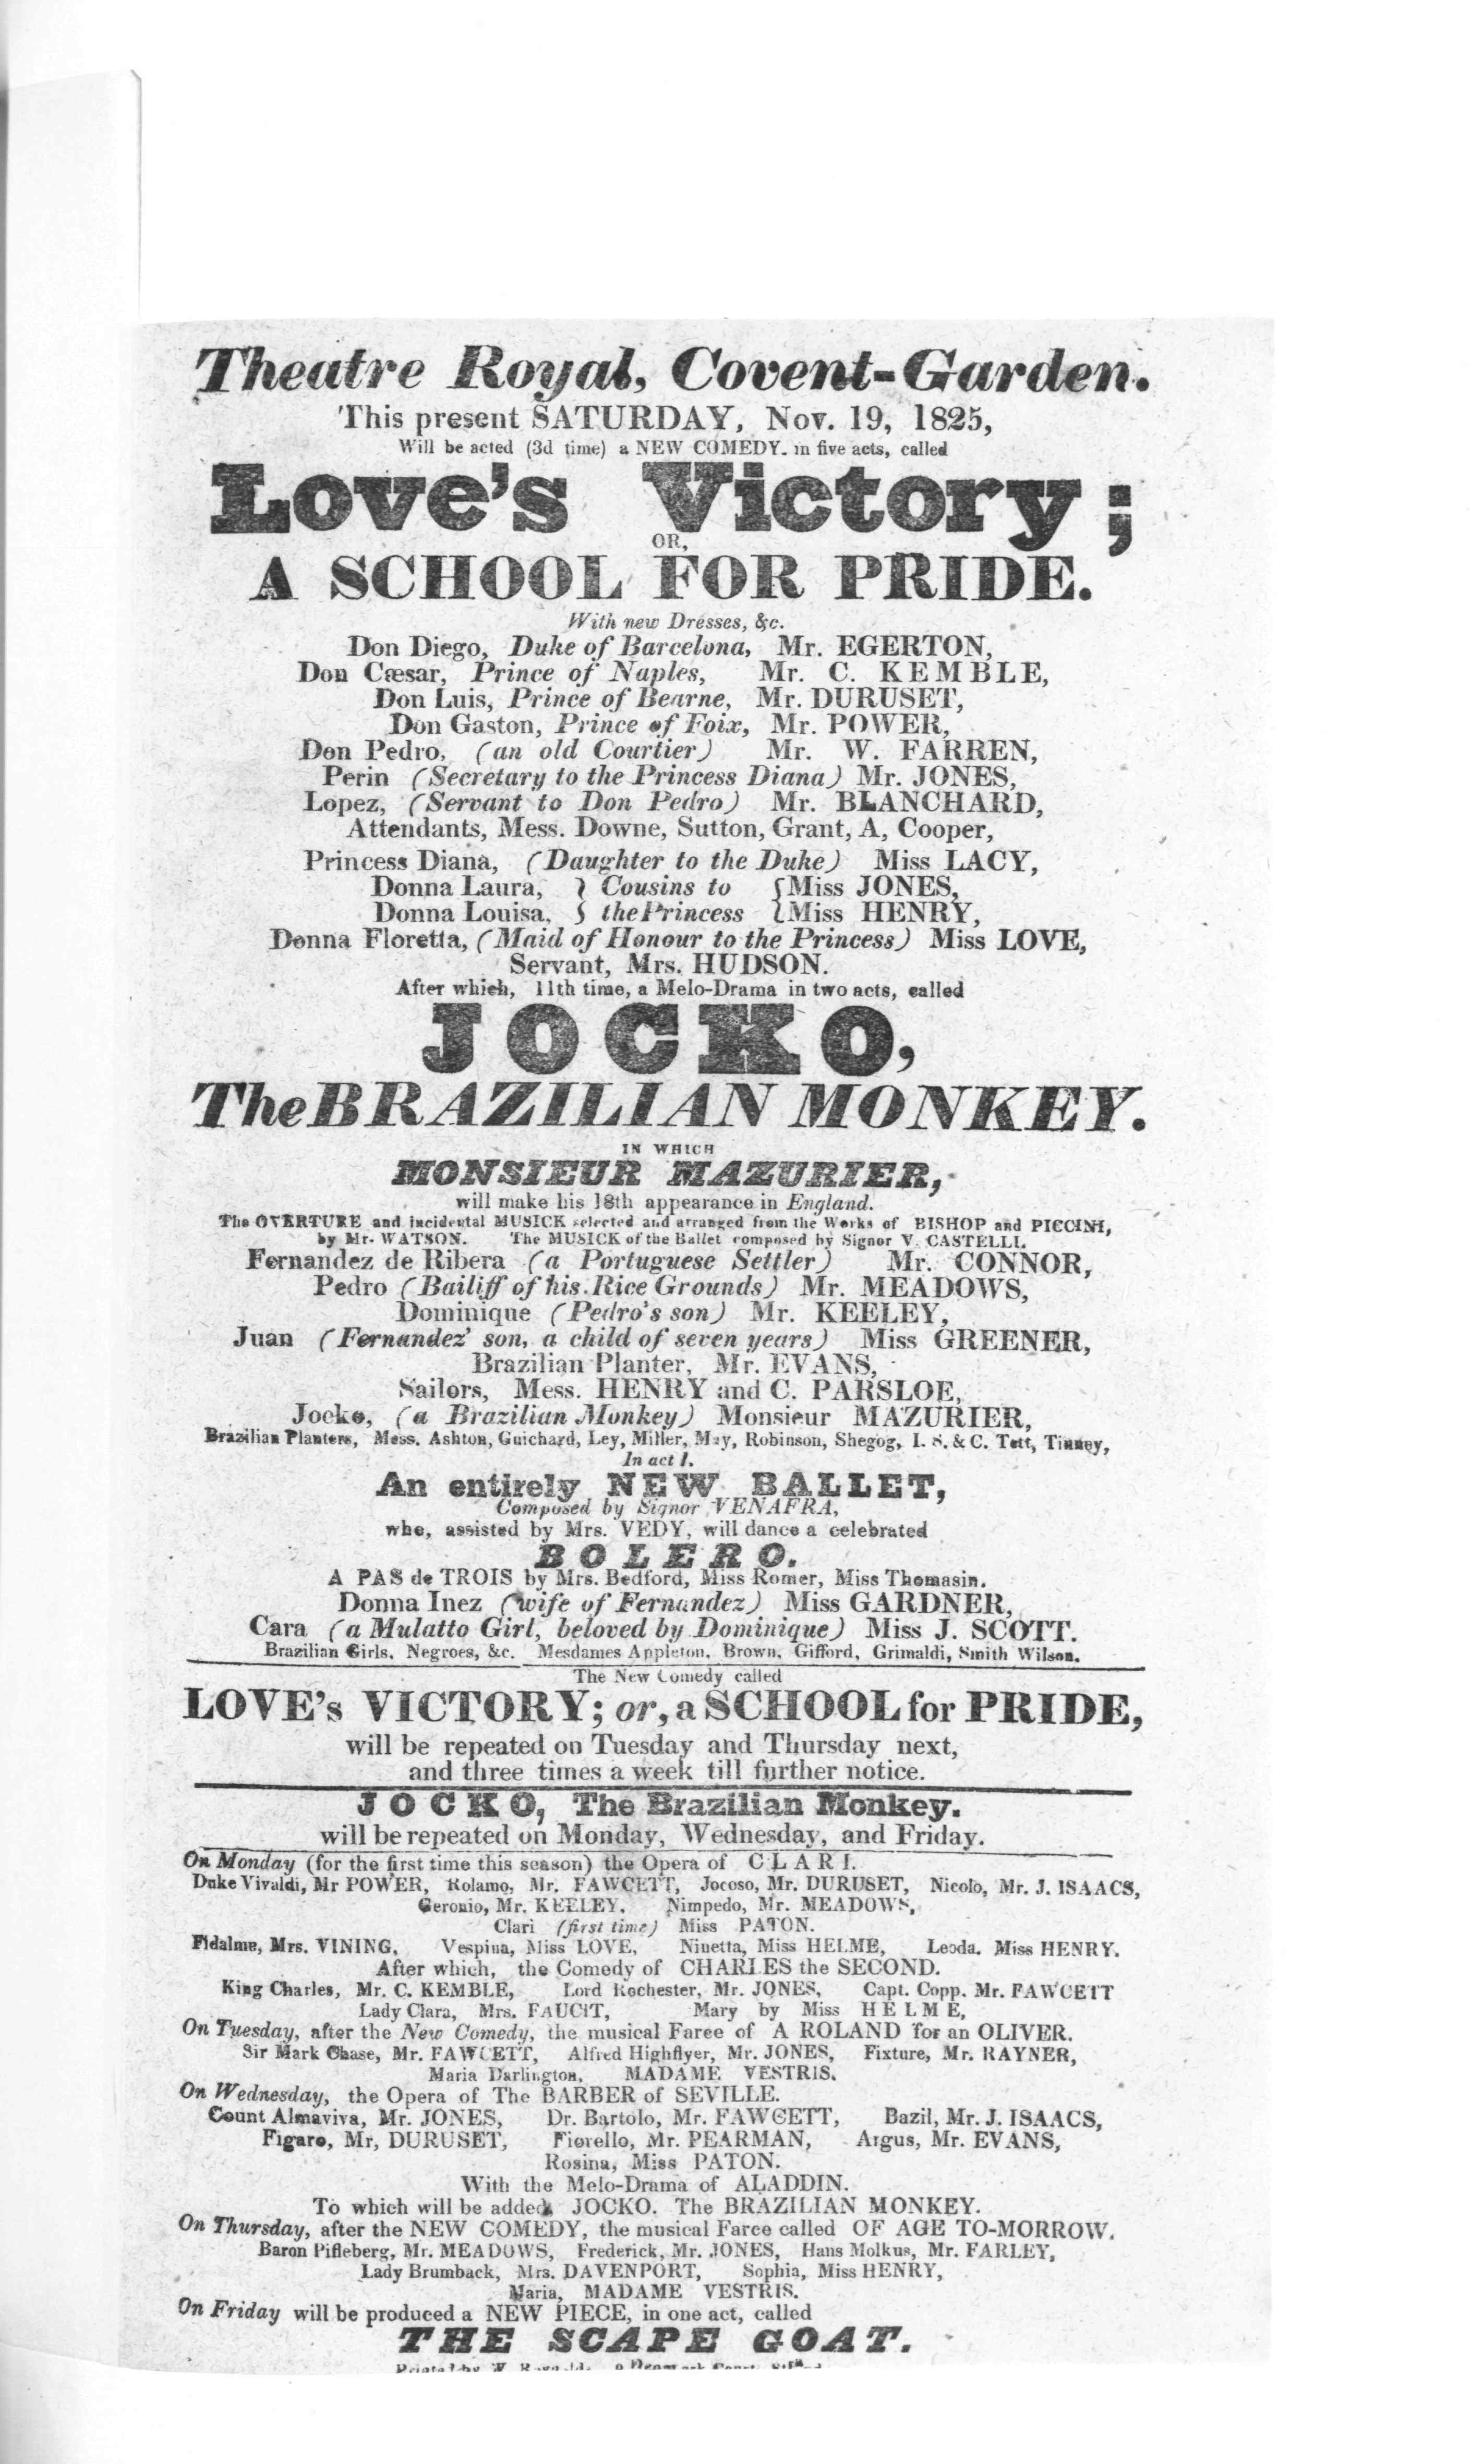 Theatre Royal, Covent-Garden.
This present SATURDAY, Nov. 19, 1825,
Will be acted (3d time) a NEW COMEDY. in five acts, called
Love's Victory;
OR,
A SCHOOL FOR PRIDE.
With new Dresses, &c.
Don Diego, Duke of Barcelona, Mr. EGERTON,
Don Cæsar, Prince of Naples, Mr. C. KEMBLE,
Don Luis, Prince of Bearne, Mr. DURUSET,
Don Gaston, Prince of Foix, Mr. POWER,
Don Pedro, (an old Courtier) Mr. W. FARREN,
Perin (Secretary to the Princess Diana) Mr. JONES,
Lopez, (Servant to Don Pedro) Mr. BLANCHARD,
Attendants, Mess. Downe, Sutton, Grant, A, Cooper,
Princess Diana, (Daughter to the Duke) Miss LACY,
Donna Laura, } Cousins to {Miss JONES,
Donna Louisa, } the Princess {Miss HENRY,
Donna Floretta, (Maid of Honour to the Princess) Miss LOVE,
Servant, Mrs. HUDSON.
After which, 11th time, a Melo-Drama in two acts, called
JOCKO,
The BRAZILIAN MONKEY.
IN WHICH
MONSIEUR MAZURIER,
will make his 18th appearance in England.
The OVERTURE and incidental MUSICK selected and arranged from the Works of BISHOP and PICCINI,
by Mr. WATSON. The MUSICK of the Ballet composed by Signor V. CASTELLI.
Fernandez de Ribera (a Portuguese Settler) Mr. CONNOR,
Pedro (Bailiff of his Rice Grounds) Mr. MEADOWS,
Dominique (Pedro's son) Mr. KEELEY,
Juan (Fernandez' son, a child of seven years) Miss GREENER,
Brazilian Planter, Mr. EVANS,
Sailors, Mess. HENRY and C. PARSLOE,
Jocko, (a Brazilian Monkey) Monsieur MAZURIER,
Brazilian Planters, Mess. Ashton, Guichard, Ley, Miller, May, Robinson, Shegog, I. S. & C. Tett, Tinney,
In act I.
An entirely NEW BALLET,
Composed by Signor VENAFRA,
who, assisted by Mrs. VEDY, will dance a celebrated
BOLERO.
A PAS de TROIS by Mrs. Bedford, Miss Romer, Miss Thomasin.
Donna Inez (wife of Fernandez) Miss GARDNER,
Cara (a Mulatto Girl, beloved by Dominique) Miss J. SCOTT.
Brazilian Girls, Negroes, &c. Mesdames Appleton, Brown, Gifford, Grimaldi, Smith Wilson.
The New Comedy called
LOVE's VICTORY; or, a SCHOOL for PRIDE,
will be repeated on Tuesday and Thursday next,
and three times a week till further notice.
JOCKO, The Brazilian Monkey.
will be repeated on Monday, Wednesday, and Friday.
On Monday (for the first time this season) the Opera of CLARI.
Duke Vivaldi, Mr POWER, Rolamo, Mr. FAWCETT, Jocoso, Mr. DURUSET, Nicolo, Mr. J. ISAACS,
Geronio, Mr. KEELEY, Nimpedo, Mr. MEADOWS,
Clari (first time) Miss PATON.
Fidalme, Mrs. VINING, Vespina, Miss LOVE, Ninetta, Miss HELME, Leoda. Miss HENRY.
After which, the Comedy of CHARLES the SECOND.
King Charles, Mr. C. KEMBLE, Lord Rochester, Mr. JONES, Capt. Copp. Mr. FAWCETT
Lady Clara, Mrs. FAUCIT, Mary by Miss HELME,
On Tuesday, after the New Comedy, the musical Farce of A ROLAND for an OLIVER.
Sir Mark Chase, Mr. FAWCETT, Alfred Highflyer, Mr. JONES, Fixture, Mr. RAYNER,
Maria Darlington, MADAME VESTRIS.
On Wednesday, the Opera of The BARBER of SEVILLE.
Count Almaviva, Mr. JONES, Dr. Bartolo, Mr. FAWCETT, Bazil, Mr. J. ISAACS,
Figaro, Mr, DURUSET, Fiorello, Mr. PEARMAN, Argus, Mr. EVANS,
Rosina, Miss PATON.
With the Melo-Drama of ALADDIN.
To which will be added JOCKO. The BRAZILIAN MONKEY.
On Thursday, after the NEW COMEDY, the musical Farce called OF AGE TO-MORROW.
Baron Pifleberg, Mr. MEADOWS, Frederick, Mr. JONES, Hans Molkus, Mr. FARLEY,
Lady Brumback, Mrs. DAVENPORT, Sophia, Miss HENRY,
Maria, MADAME VESTRIS.
On Friday will be produced a NEW PIECE, in one act, called
THE SCAPE GOAT.
Printed by W.